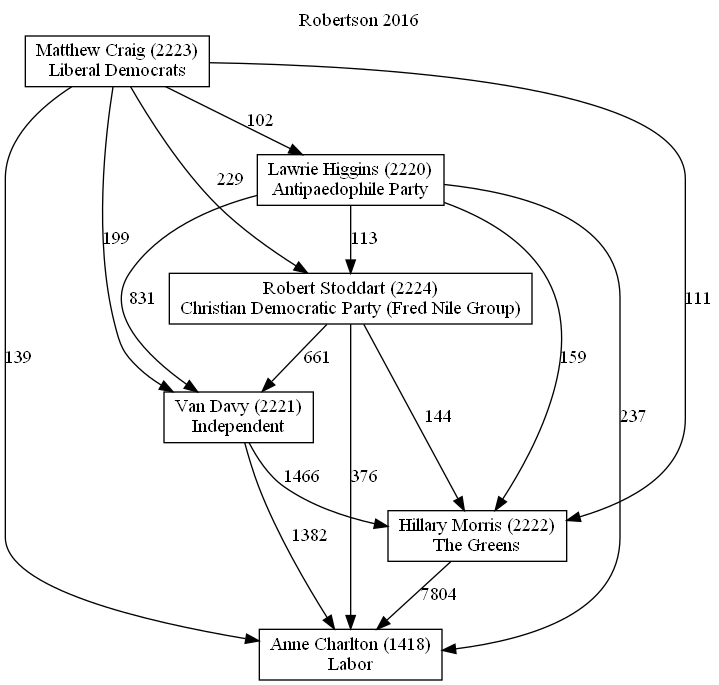 Robertson 2016
Matthew Craig (2223)
Liberal Democrats
102
Lawrie Higgins (2220)
Antipaedophile Party
229
199
113
Robert Stoddart (2224)
Christian Democratic Party (Fred Nile Group)
831
111
139
661
159
Van Davy (2221)
Independent
144
237
1466
376
Hillary Morris (2222)
The Greens
1382
7804
Anne Charlton (1418)
Labor